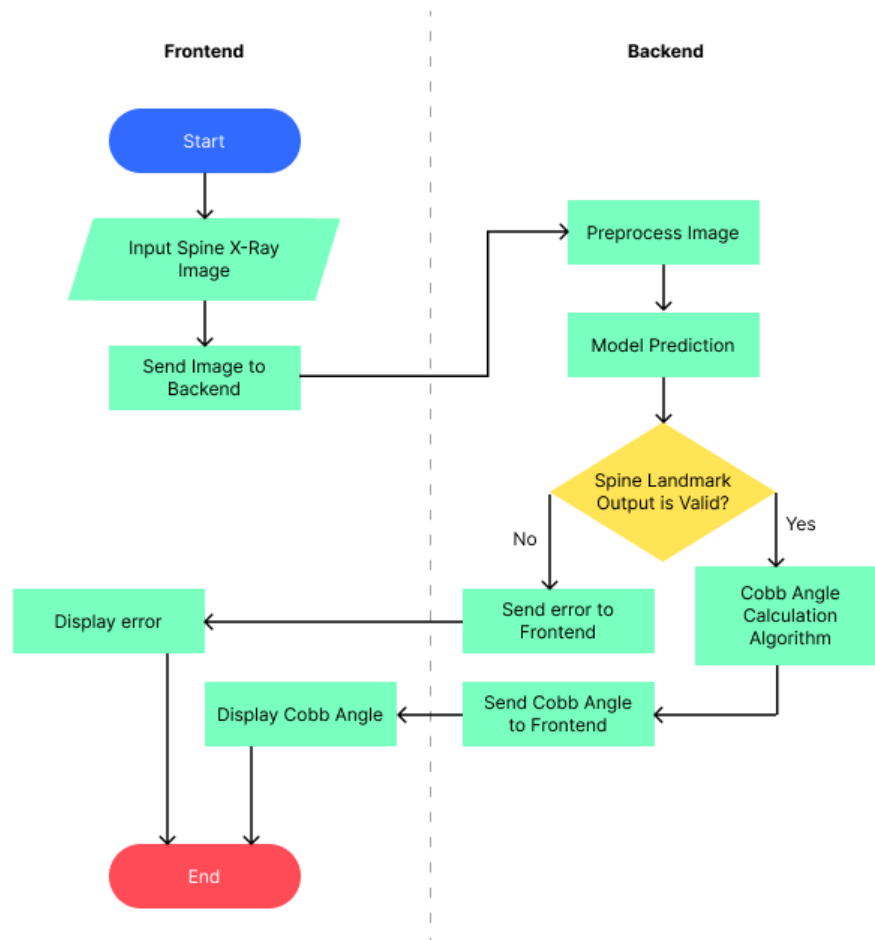 Frontend
Backend
Start
Input Spine X-Ray
Image
Send Image to
Backend
Preprocess Image
Model Prediction
Spine Landmark
Output is Valid?
No
Yes
Cobb Angle
Calculation
Algorithm
Send error to
Frontend
Display error
Send Cobb Angle
to Frontend
Display Cobb Angle
End